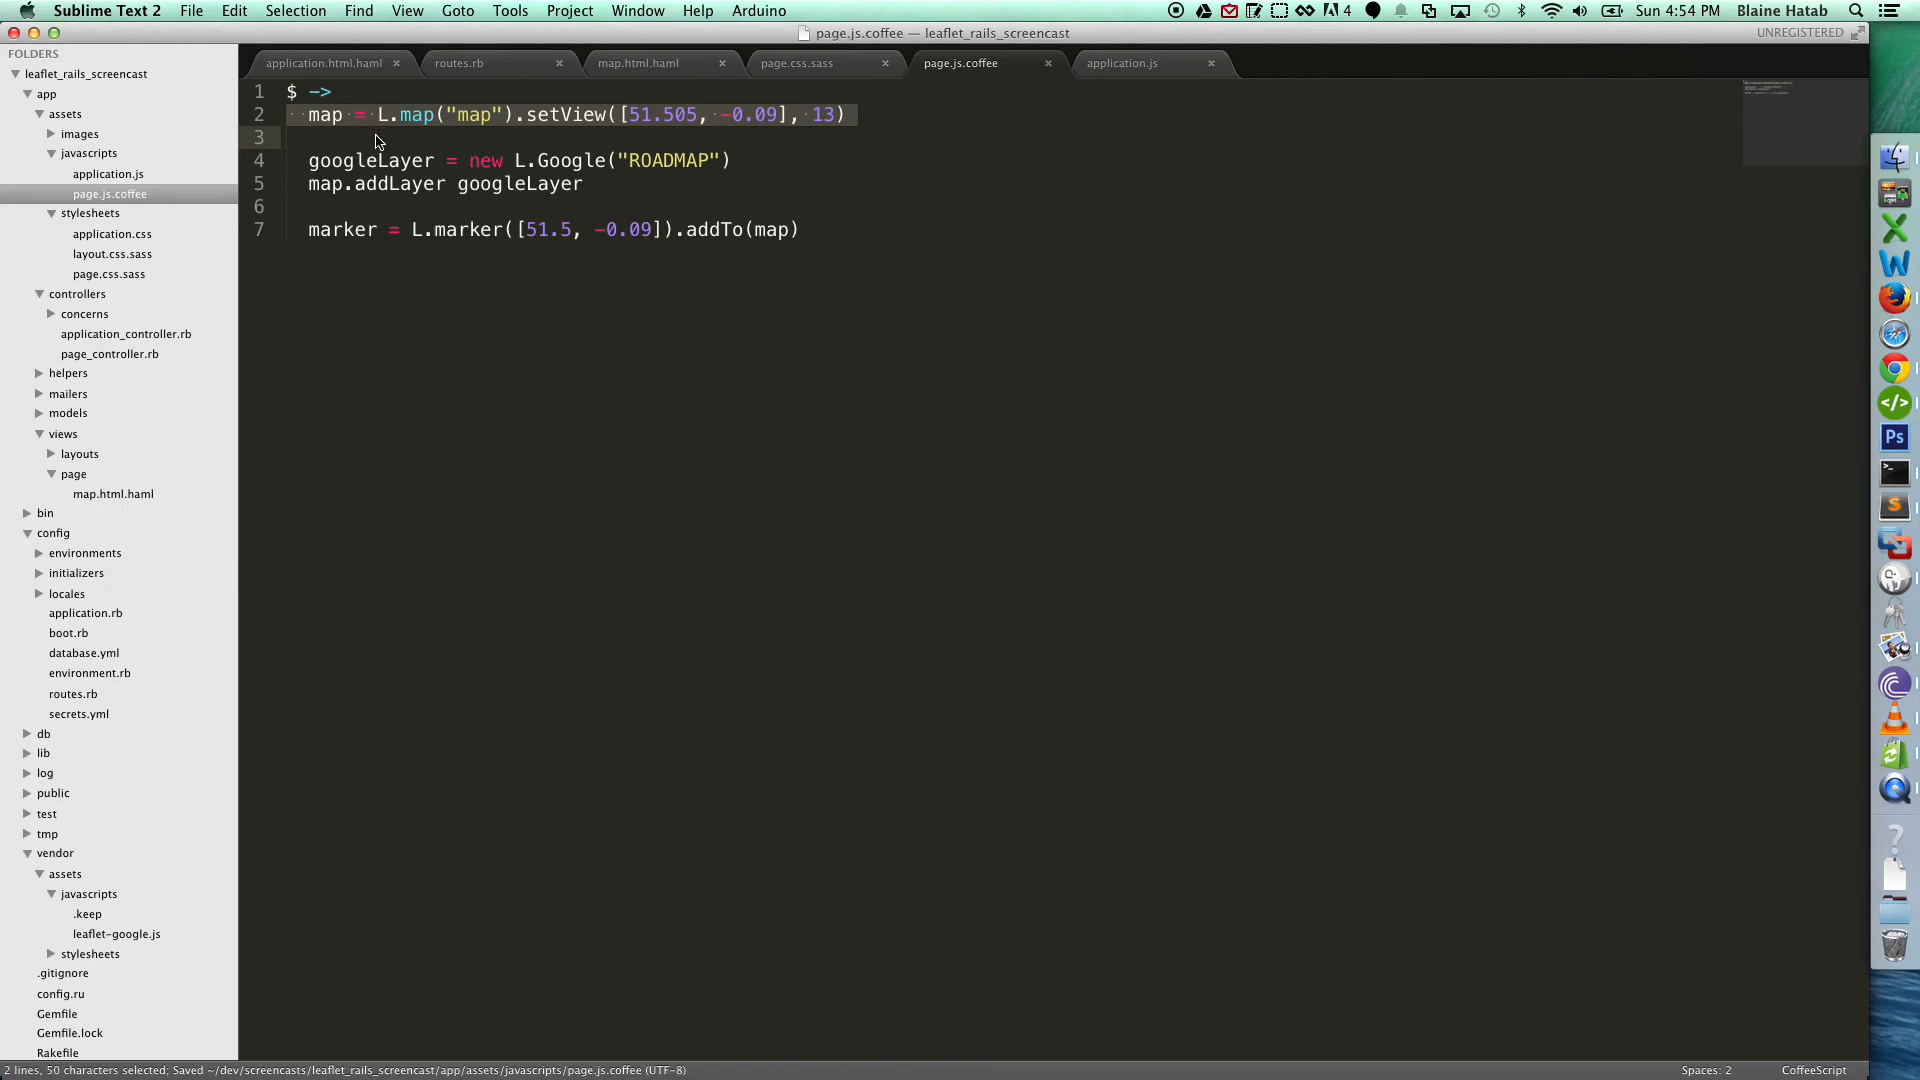 Sublime Text 2 File Edit Selection Find View Goto Tools Project Window Help Arduino 4 Sun 4:54 PM Blaine Hatab
page.js.coffee — leaflet_rails_screencast UNREGISTERED
FOLDERS
leaflet_rails_screencast
app
assets
images
javascripts
application.js
page.js.coffee
stylesheets
application.css
layout.css.sass
page.css.sass
controllers
concerns
application_controller.rb
page_controller.rb
helpers
mailers
models
views
layouts
page
map.html.haml
bin
config
environments
initializers
locales
application.rb
boot.rb
database.yml
environment.rb
routes.rb
secrets.yml
db
lib
log
public
test
tmp
vendor
assets
javascripts
.keep
leaflet-google.js
stylesheets
.gitignore
config.ru
Gemfile
Gemfile.lock
Rakefile
application.html.haml routes.rb map.html.haml page.css.sass page.js.coffee application.js
1 $ ->
2 map = L.map("map").setView([51.505, -0.09], 13)
3
4 googleLayer = new L.Google("ROADMAP")
5 map.addLayer googleLayer
6
7 marker = L.marker([51.5, -0.09]).addTo(map)
Ps
2 lines, 50 characters selected; Saved ~/dev/screencasts/leaflet_rails_screencast/app/assets/javascripts/page.js.coffee (UTF-8) Spaces: 2 CoffeeScript